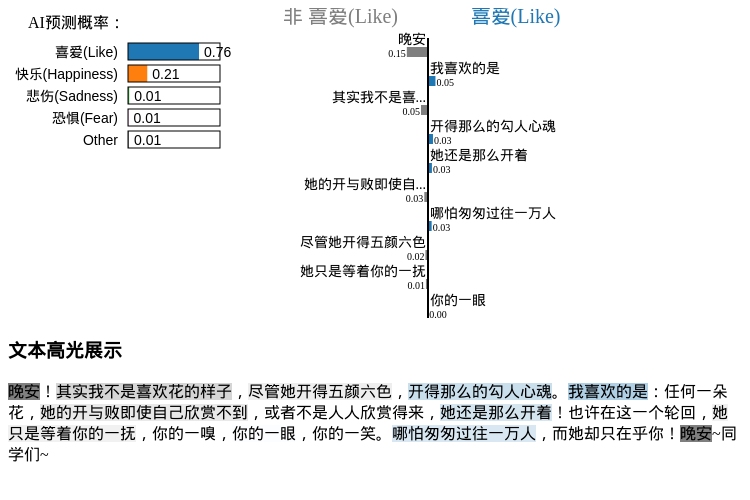 AI预测概率：
喜爱(Like) 0.76
快乐(Happiness) 0.21
悲伤(Sadness) 0.01
恐惧(Fear) 0.01
Other 0.01
非 喜爱(Like) 喜爱(Like)
晚安
0.15
我喜欢的是
0.05
其实我不是喜...
0.05
开得那么的勾人心魂
0.03
她还是那么开着
0.03
她的开与败即使自...
0.03
哪怕匆匆过往一万人
0.03
尽管她开得五颜六色
0.02
她只是等着你的一抚
0.01
你的一眼
0.00
文本高光展示
晚安！其实我不是喜欢花的样子，尽管她开得五颜六色，开得那么的勾人心魂。我喜欢的是：任何一朵
花，她的开与败即使自己欣赏不到，或者不是人人欣赏得来，她还是那么开着！也许在这一个轮回，她
只是等着你的一抚，你的一嗅，你的一眼，你的一笑。哪怕匆匆过往一万人，而她却只在乎你！晚安~同
学们~